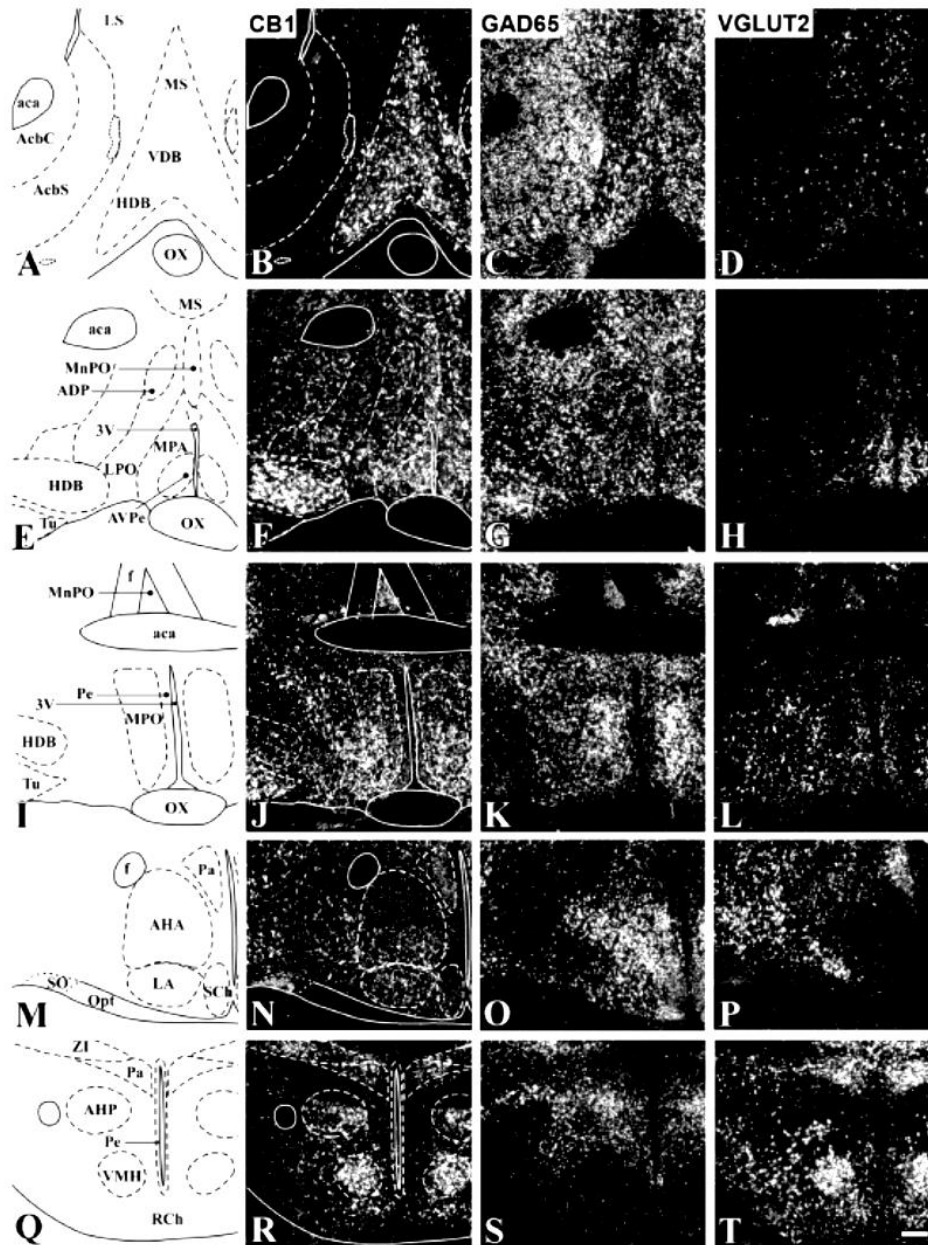 CB1 GAD65 VGLUT2
LS
MS
aca
AcbC
VDB
AcbS
HDB
OX
A B C D
MS
aca
MnPO
ADP
3V
MPA
LPO
HDB
AVPe
Tu
OX
E F G H
f
MnPO
aca
Pe
3V
MPO
HDB
Tu
OX
I J K L
f
Pa
AHA
SO
LA
SCh
Opt
M N O P
ZI
Pa
AHP
Pe
VMH
RCh
Q R S T